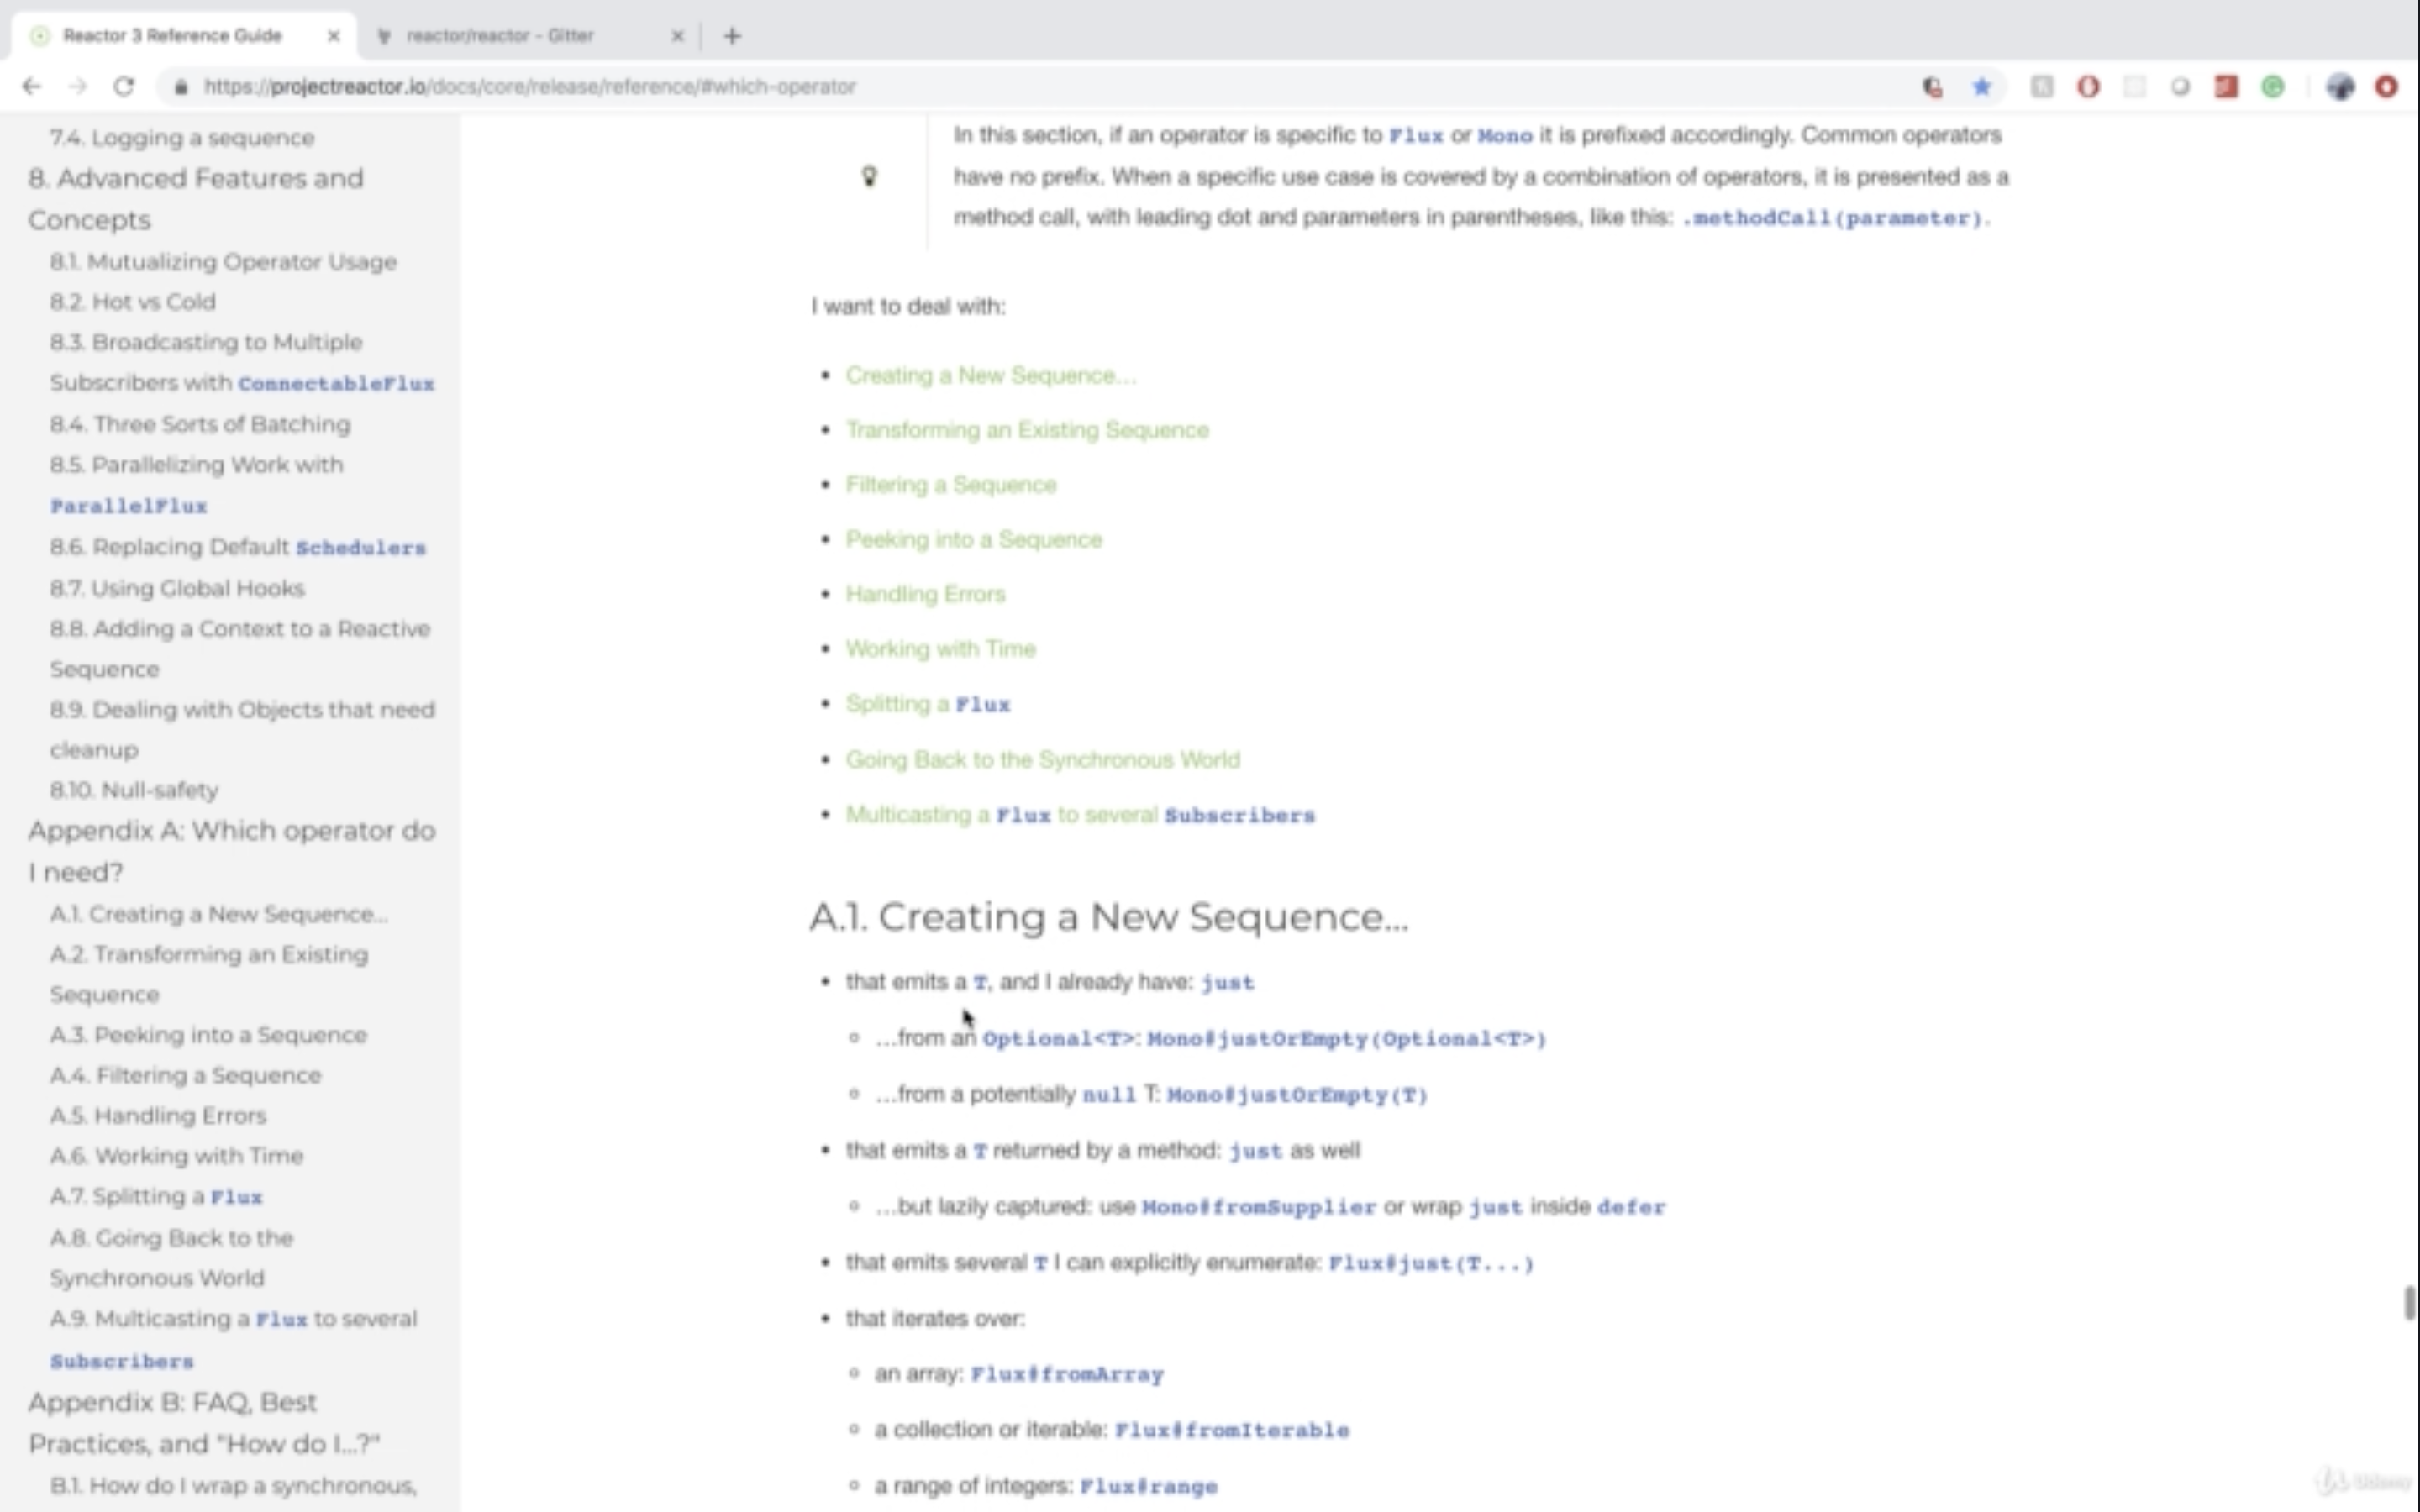 Reactor 3 Reference Guide
reactor/reactor - Gitter
https://projectreactor.io/docs/core/release/reference/#which-operator
7.4. Logging a sequence
8. Advanced Features and
Concepts
8.1. Mutualizing Operator Usage
8.2. Hot vs Cold
8.3. Broadcasting to Multiple
Subscribers with ConnectableFlux
8.4. Three Sorts of Batching
8.5. Parallelizing Work with
ParallelFlux
8.6. Replacing Default Schedulers
8.7. Using Global Hooks
8.8. Adding a Context to a Reactive
Sequence
8.9. Dealing with Objects that need
cleanup
8.10. Null-safety
Appendix A: Which operator do
I need?
A.1. Creating a New Sequence…
A.2. Transforming an Existing
Sequence
A.3. Peeking into a Sequence
A.4. Filtering a Sequence
A.5. Handling Errors
A.6. Working with Time
A.7. Splitting a Flux
A.8. Going Back to the
Synchronous World
A.9. Multicasting a Flux to several
Subscribers
Appendix B: FAQ, Best
Practices, and "How do I…?"
B.1. How do I wrap a synchronous,
In this section, if an operator is specific to Flux or Mono it is prefixed accordingly. Common operators
have no prefix. When a specific use case is covered by a combination of operators, it is presented as a
method call, with leading dot and parameters in parentheses, like this: .methodCall(parameter).
I want to deal with:
• Creating a New Sequence…
• Transforming an Existing Sequence
• Filtering a Sequence
• Peeking into a Sequence
• Handling Errors
• Working with Time
• Splitting a Flux
• Going Back to the Synchronous World
• Multicasting a Flux to several Subscribers
A.1. Creating a New Sequence…
• that emits a T, and I already have: just
◦ …from an Optional<T>: Mono#justOrEmpty(Optional<T>)
◦ …from a potentially null T: Mono#justOrEmpty(T)
• that emits a T returned by a method: just as well
◦ …but lazily captured: use Mono#fromSupplier or wrap just inside defer
• that emits several T I can explicitly enumerate: Flux#just(T...)
• that iterates over:
◦ an array: Flux#fromArray
◦ a collection or iterable: Flux#fromIterable
◦ a range of integers: Flux#range
Udemy